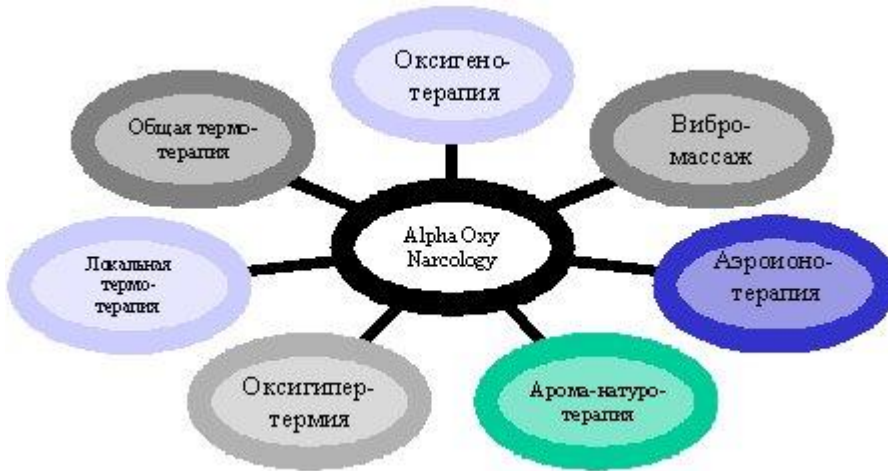 Оксигено-
терапия
Общая термо-
терапия
Вибро-
массаж
Alpha Oxy
Narcology
Локальная
термо-
терапия
Аэроионо-
терапия
Оксигипер-
термия
Арома-натуро-
терапия